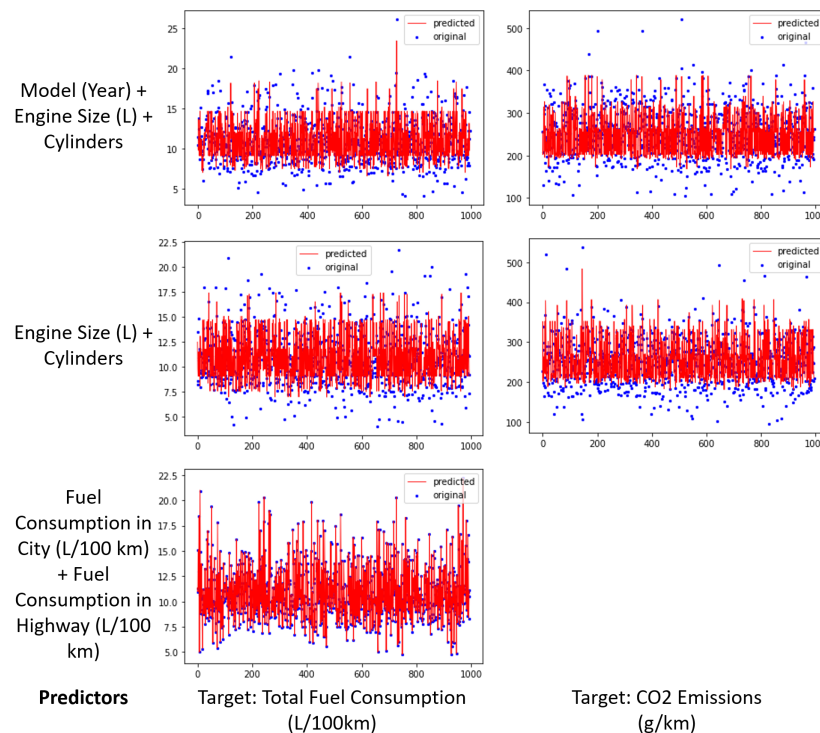 25
20
15
10
5
0 200 400 600 800 1000
predicted
original
500
400
300
200
100
0 200 400 600 800 1000
predicted
original
Model (Year) +
Engine Size (L) +
Cylinders
22.5
20.0
17.5
15.0
12.5
10.0
7.5
5.0
0 200 400 600 800 1000
predicted
original
500
400
300
200
100
0 200 400 600 800 1000
predicted
original
Engine Size (L) +
Cylinders
22.5
20.0
17.5
15.0
12.5
10.0
7.5
5.0
0 200 400 600 800 1000
predicted
original
Fuel
Consumption in
City (L/100 km)
+ Fuel
Consumption in
Highway (L/100
km)
Predictors
Target: Total Fuel Consumption
(L/100km)
Target: CO2 Emissions
(g/km)